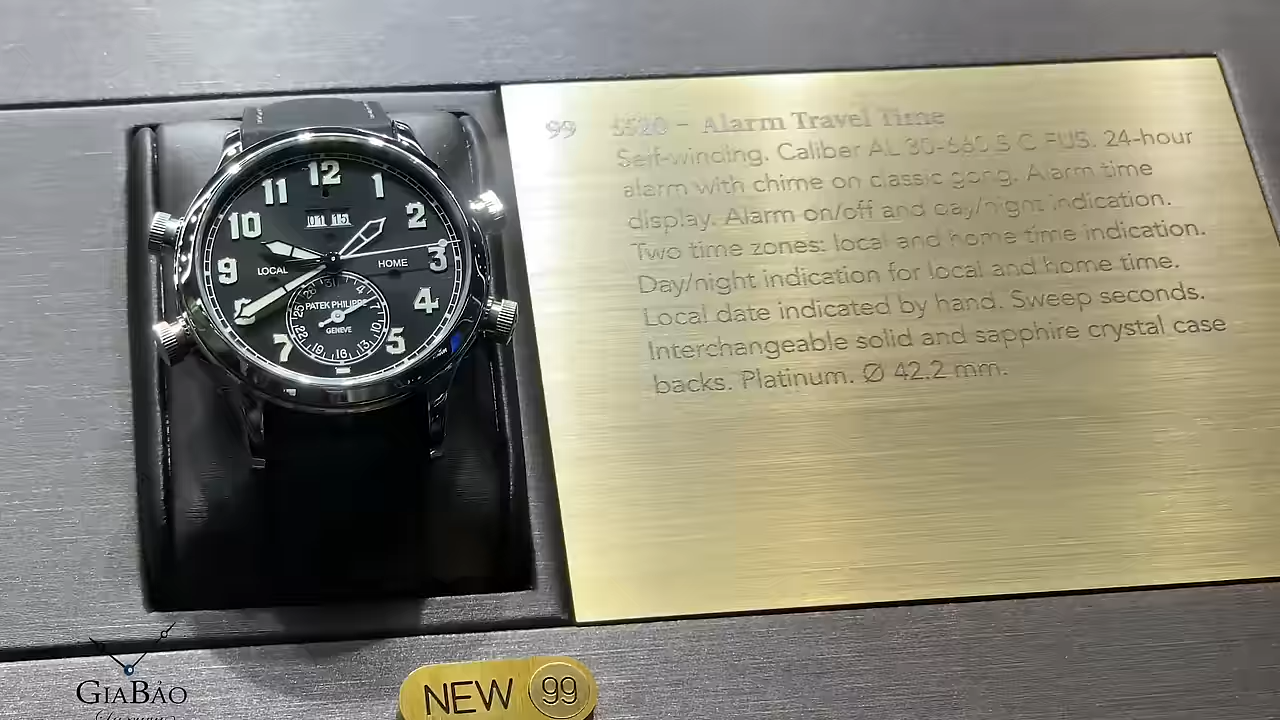 12
11
1
10
2
01 15
9
3
LOCAL
HOME
4
PATEK PHILIPPE
GENEVE
7
5
99 5520 – Alarm Travel Time
Self-winding. Caliber AL 30-660 S C FUS. 24-hour
alarm with chime on classic gong. Alarm time
display. Alarm on/off and day/night indication.
Two time zones: local and home time indication.
Day/night indication for local and home time.
Local date indicated by hand. Sweep seconds.
Interchangeable solid and sapphire crystal case
backs. Platinum. Ø 42.2 mm.
NEW 99
GIABẢO
Luxury